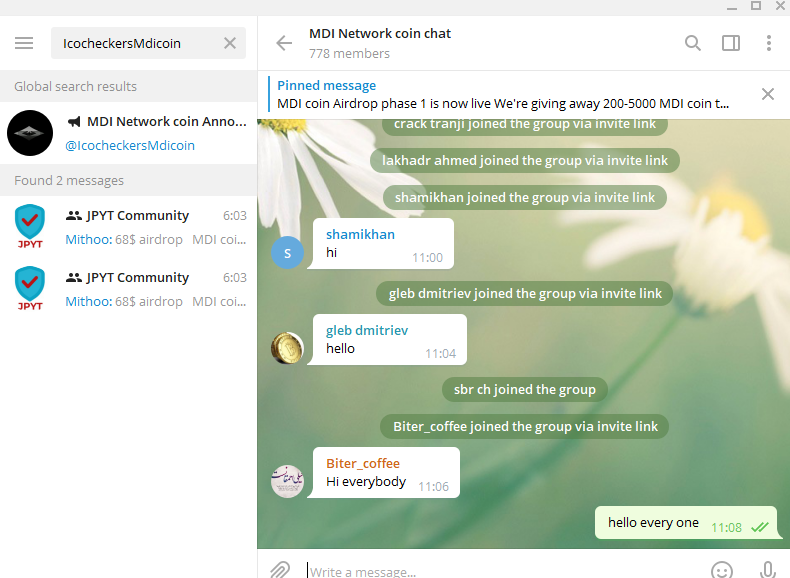 IcocheckersMdicoin
Global search results
MDI Network coin Anno...
@IcocheckersMdicoin
Found 2 messages
JPYT Community 6:03
Mithoo: 68$ airdrop MDI coi...
JPYT
JPYT Community 6:03
Mithoo: 68$ airdrop MDI coi...
JPYT
MDI Network coin chat
778 members
Pinned message
MDI coin Airdrop phase 1 is now live We're giving away 200-5000 MDI coin t...
crack tranji joined the group via invite link
lakhadr ahmed joined the group via invite link
shamikhan joined the group via invite link
shamikhan
S
hi 11:00
gleb dmitriev joined the group via invite link
gleb dmitriev
hello 11:04
sbr ch joined the group
Biter_coffee joined the group via invite link
Biter_coffee
Hi everybody 11:06
hello every one 11:08
Write a message...